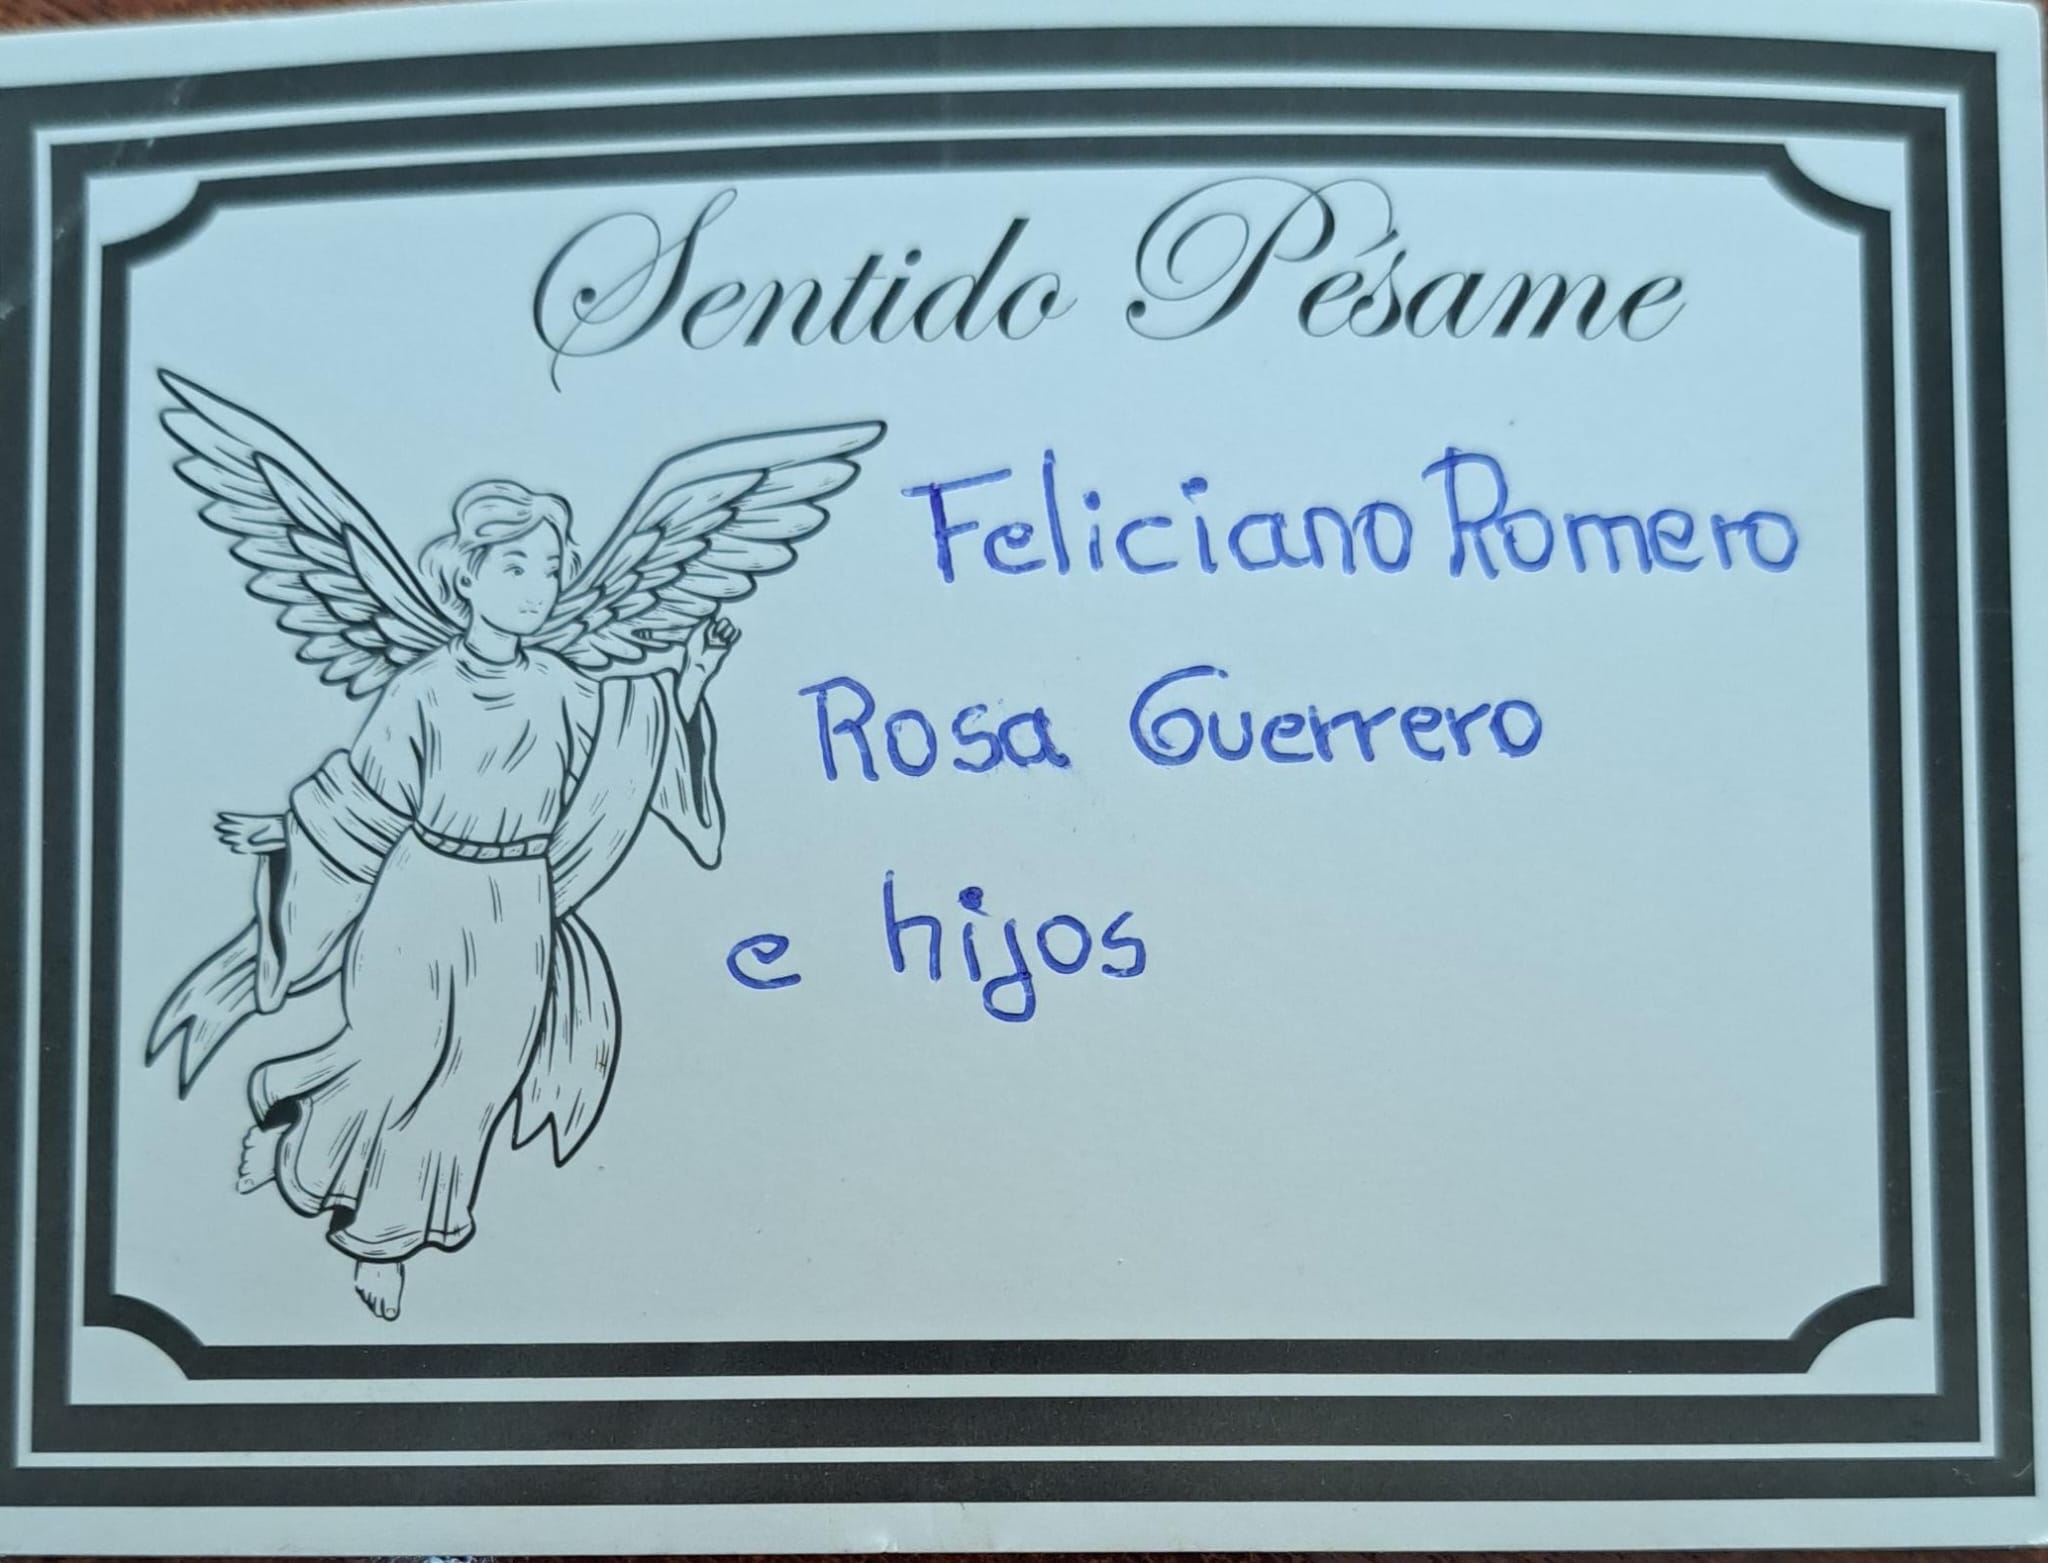 Sentido Pésame
Feliciano Romero
Rosa Guerrero
e hijos